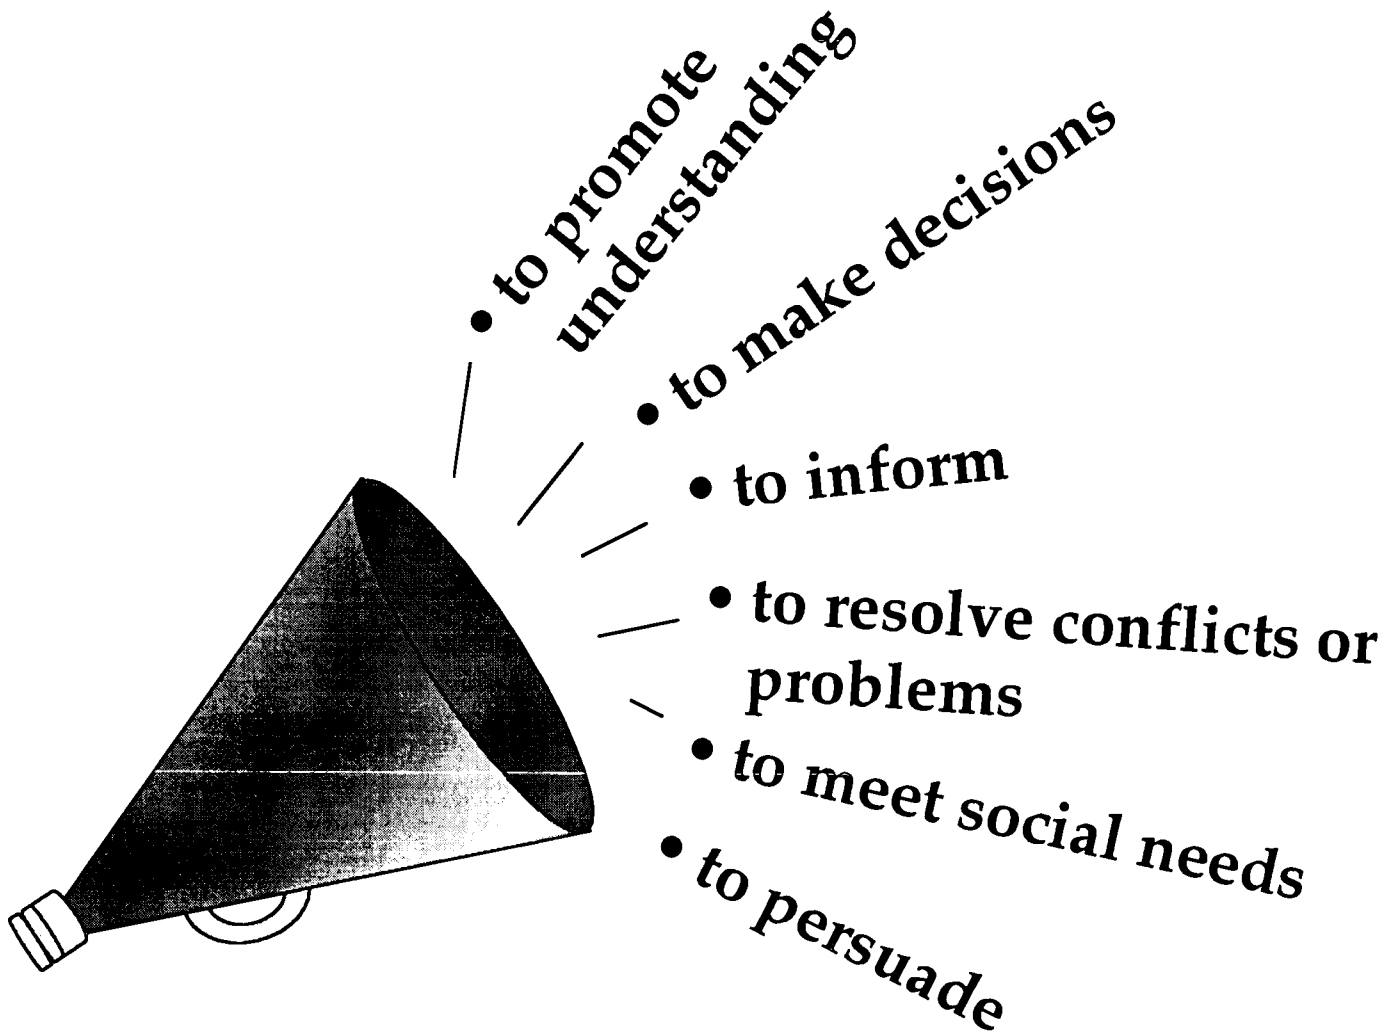 • to promote
understanding
• to make decisions
• to inform
• to resolve conflicts or
problems
• to meet social needs
• to persuade